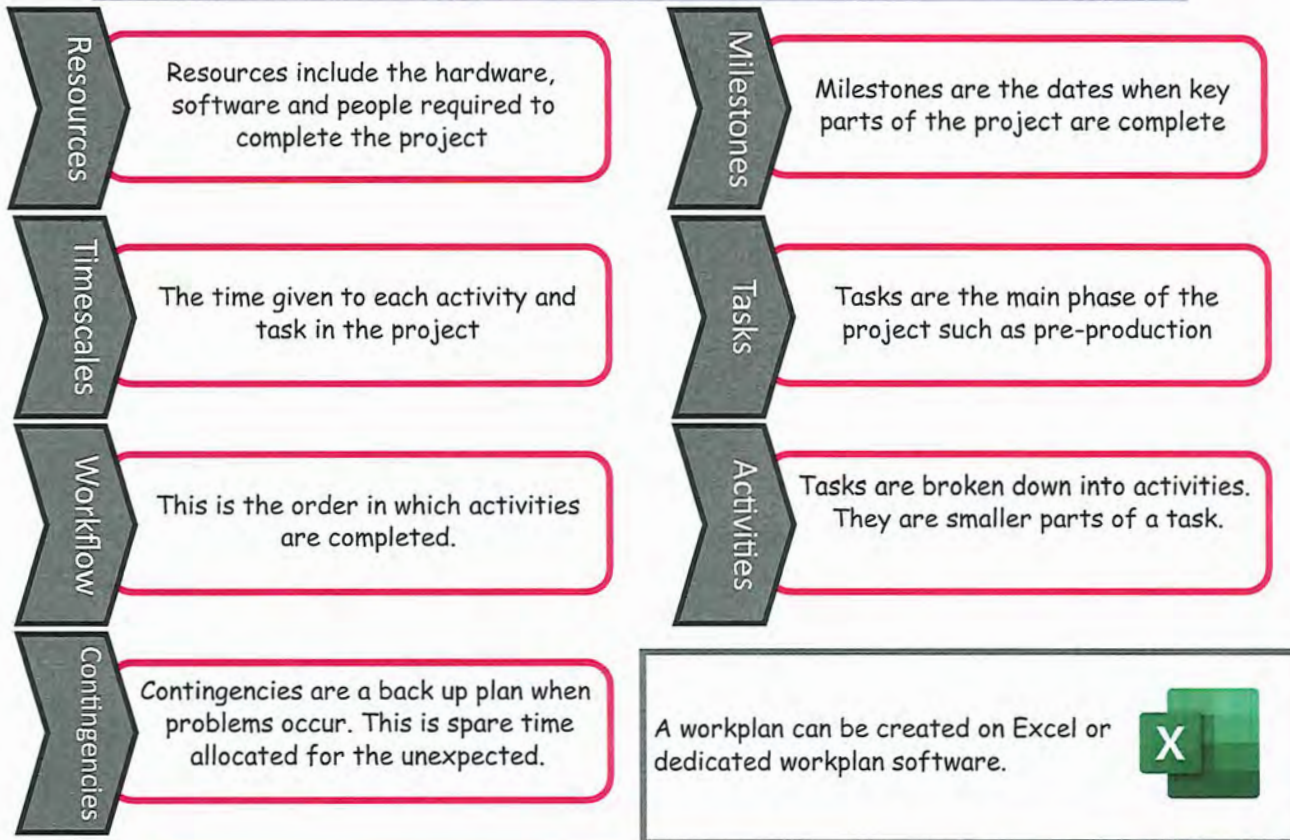 Resources
Resources include the hardware,
software and people required to
complete the project
Timescales
The time given to each activity and
task in the project
Workflow
This is the order in which activities
are completed.
Contingencies
Contingencies are a back up plan when
problems occur. This is spare time
allocated for the unexpected.
Milestones
Milestones are the dates when key
parts of the project are complete
Tasks
Tasks are the main phase of the
project such as pre-production
Activities
Tasks are broken down into activities.
They are smaller parts of a task.
A workplan can be created on Excel or
dedicated workplan software.
X